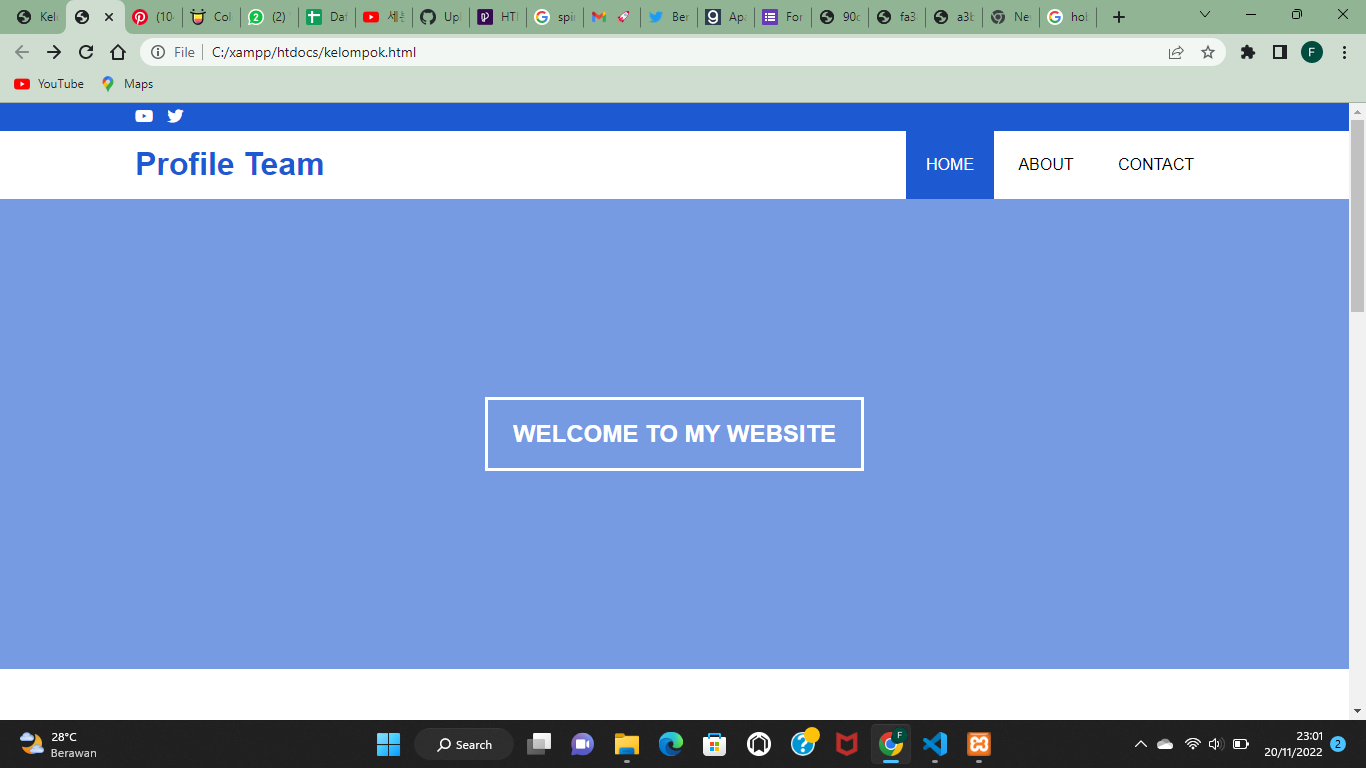 Kel
(10
Col
(2)
Daf
세븐
Upl
HTI
spi
Ber
Ap
For
90c
fa3
a3b
Ne
hol
File
C:/xampp/htdocs/kelompok.html
F
YouTube
Maps
Profile Team
HOME
ABOUT
CONTACT
WELCOME TO MY WEBSITE
28°C
Berawan
Search
F
23:01
20/11/2022
2